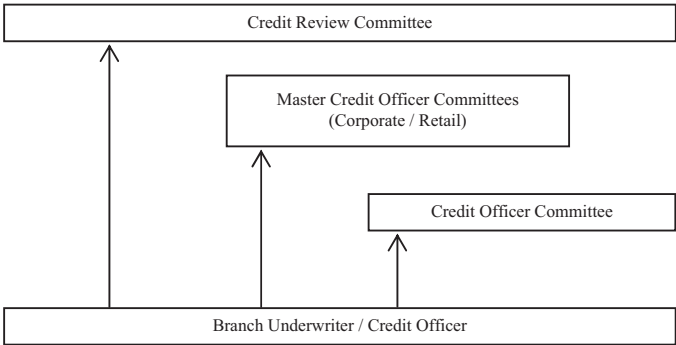 Credit Review Committee
Master Credit Officer Committees
(Corporate / Retail)
Credit Officer Committee
Branch Underwriter / Credit Officer